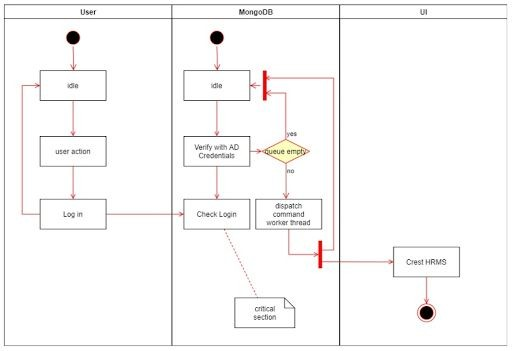 User
MongoDB
UI
idle
idle
user action
Verify with AD
Credentials
queue empty
yes
no
Log in
Check Login
dispatch
command
worker thread
Crest HRMS
critical
section